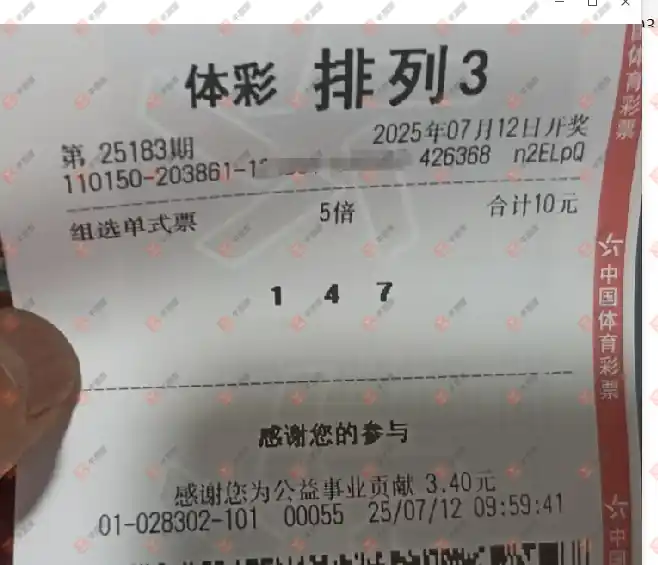 体彩 排列3
第 25183期
2025年07月12日开奖
110150-203861-1
426368 n2ELpQ
组选单式票 5倍 合计10元
1 4 7
感谢您的参与
感谢您为公益事业贡献 3.40元
01-028302-101 00055 25/07/12 09:59:41
体育彩票
中国体育彩票
中国